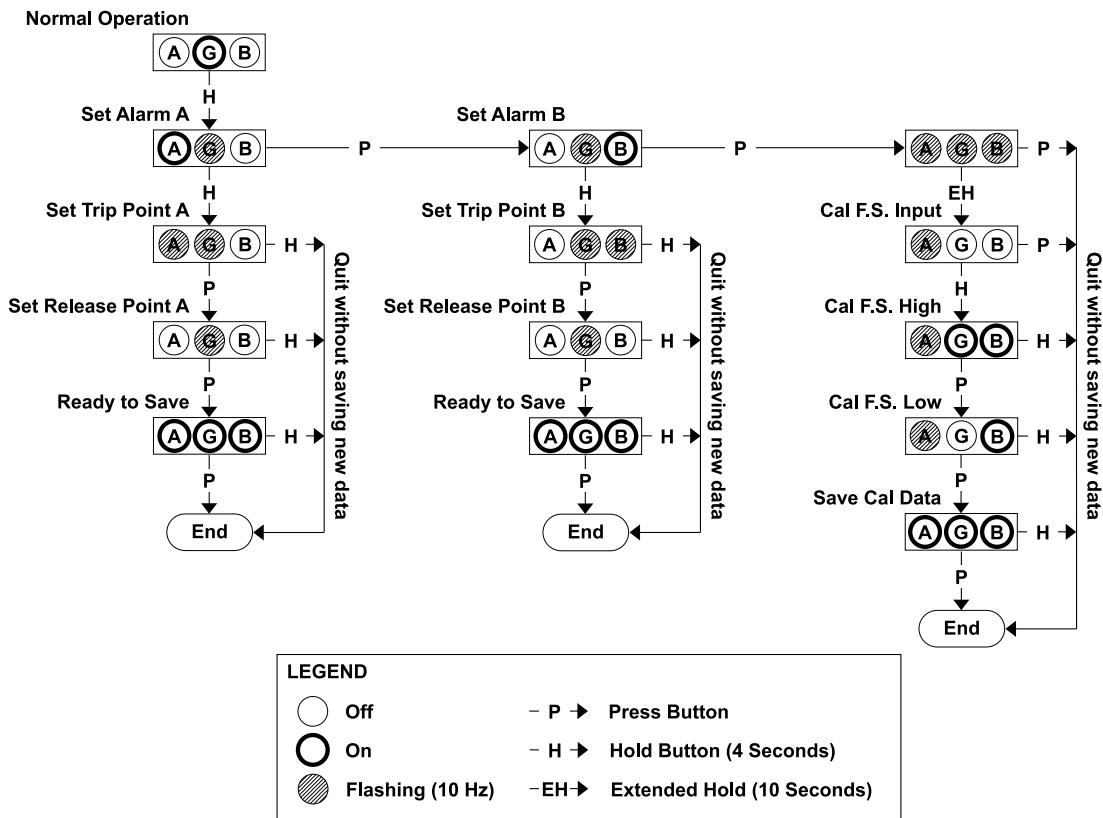 Normal Operation
A G B
H
Set Alarm A
A G B
P
Set Alarm B
A G B
P
A G B
P
H
H
EH
Set Trip Point A
A G B
H
Set Trip Point B
A G B
H
Cal F.S. Input
A G B
P
P
P
H
Set Release Point A
A G B
H
Set Release Point B
A G B
H
Cal F.S. High
A G B
H
P
P
P
Ready to Save
A G B
H
Ready to Save
A G B
H
Cal F.S. Low
A G B
H
P
P
P
End
End
Save Cal Data
A G B
H
P
End
Quit without saving new data
Quit without saving new data
Quit without saving new data
LEGEND
Off
P
Press Button
On
H
Hold Button (4 Seconds)
Flashing (10 Hz)
EH
Extended Hold (10 Seconds)